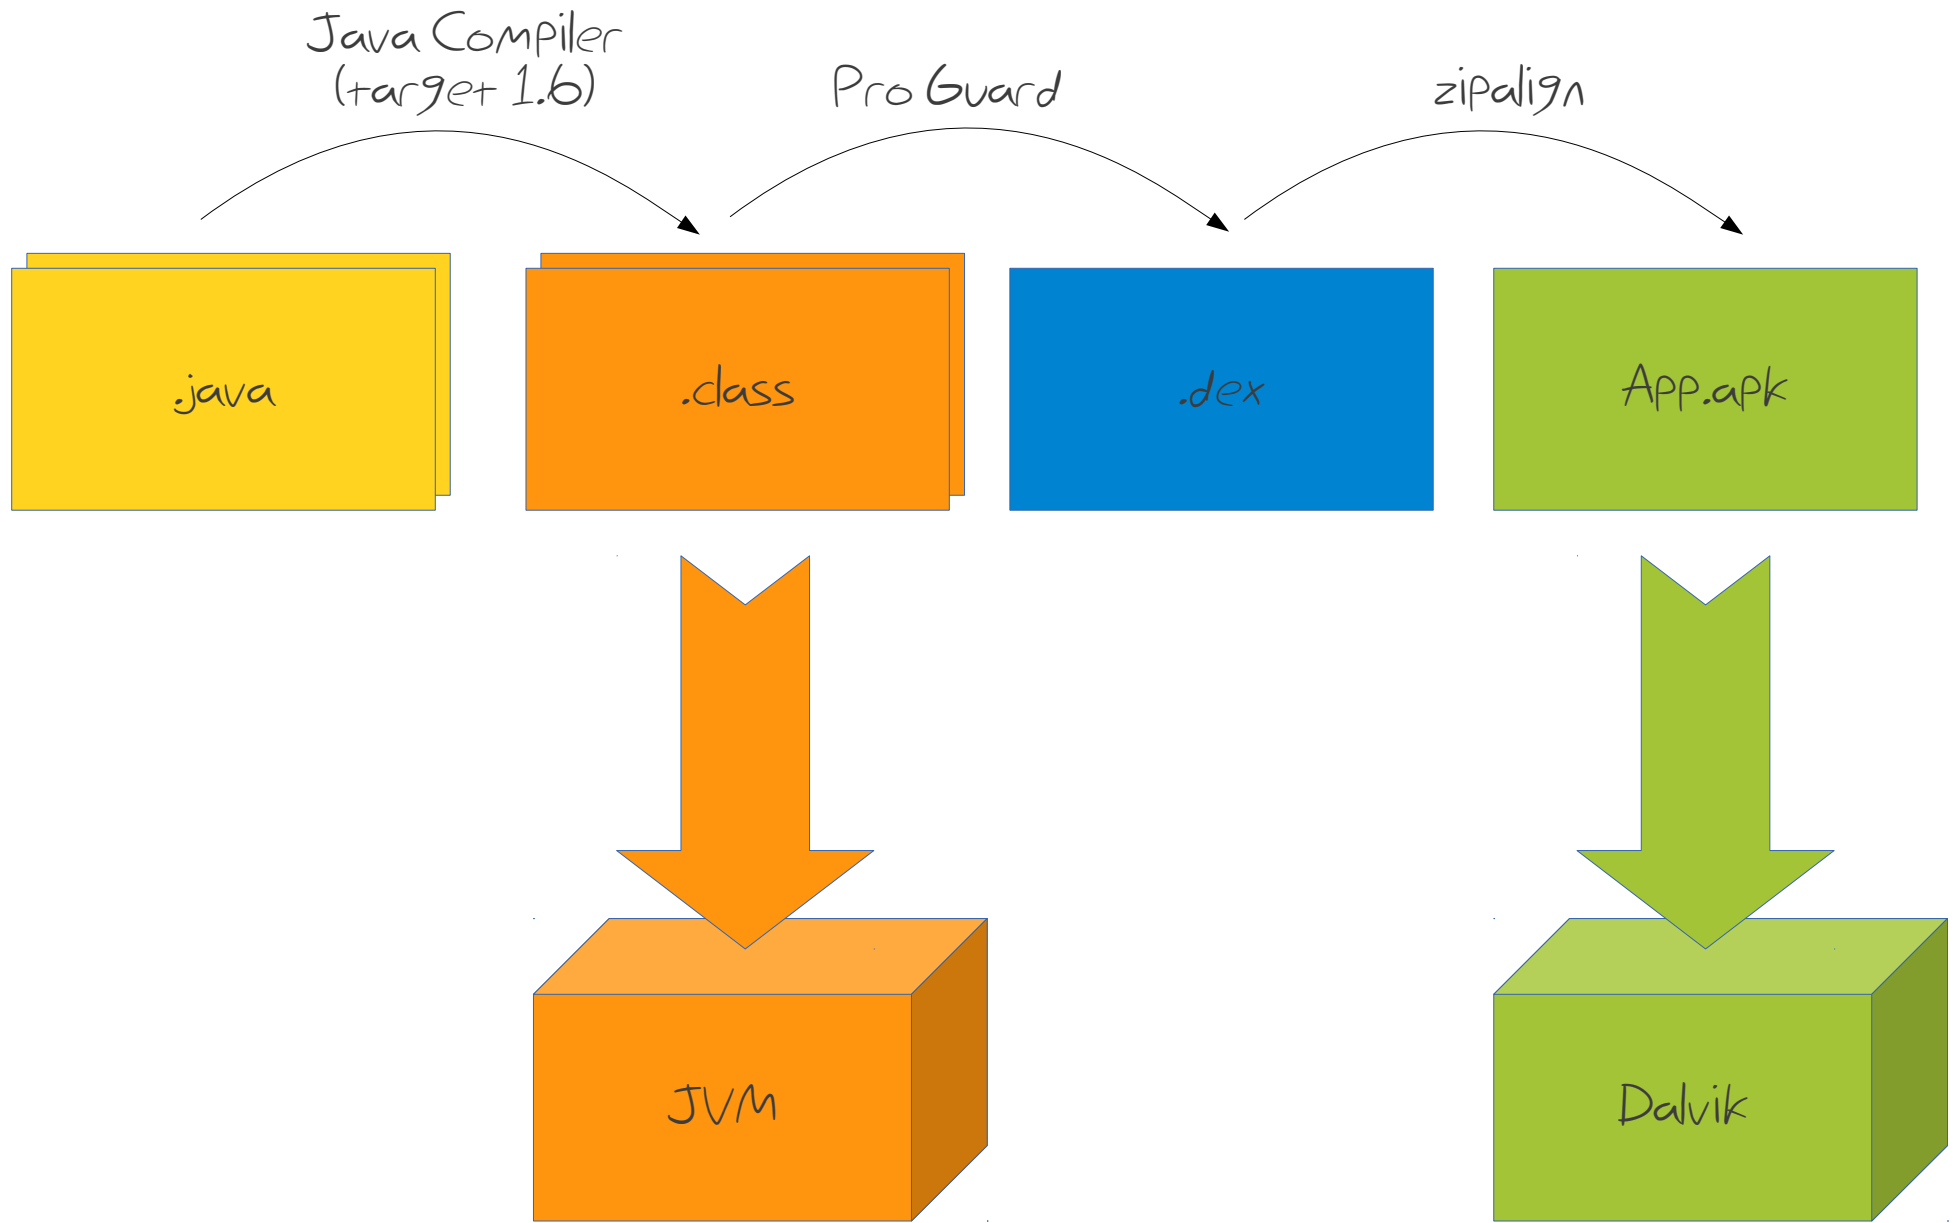 Java Compiler
(target 1.6)
Pro Guard
zipalign
.java
.class
.dex
App.apk
JVM
Dalvik